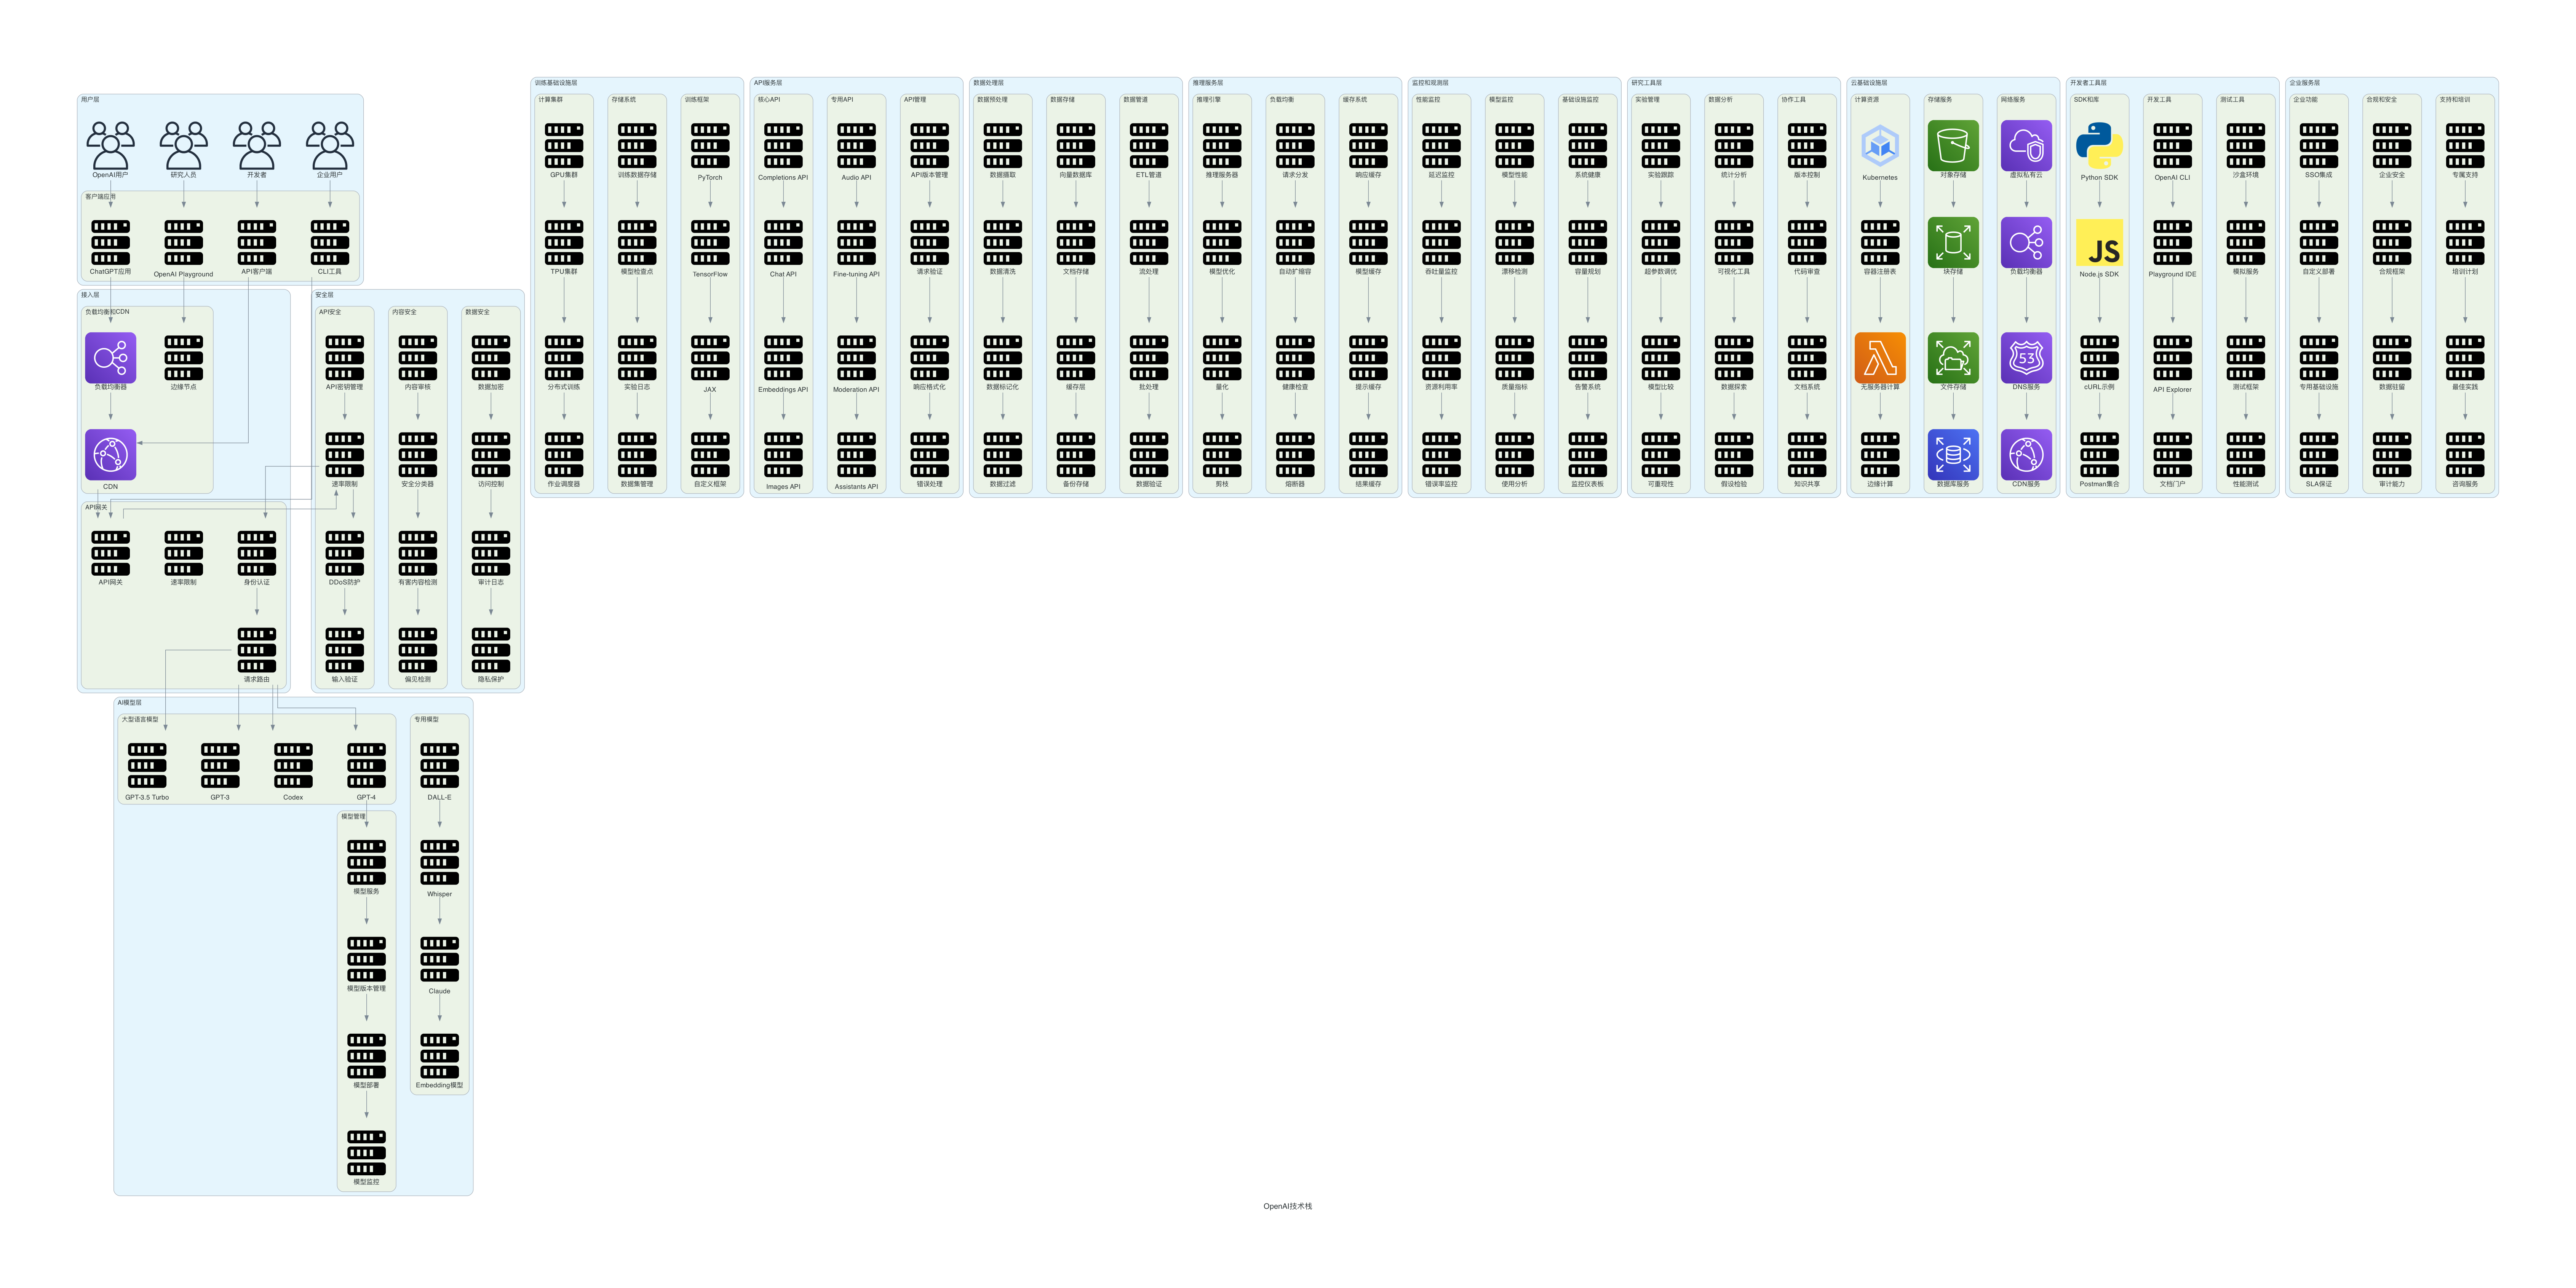 用户层
OpenAI用户
研究人员
开发者
企业用户
客户端应用
ChatGPT应用
OpenAI Playground
API客户端
CLI工具
接入层
负载均衡和CDN
负载均衡器
边缘节点
CDN
API网关
API网关
速率限制
身份认证
请求路由
安全层
API安全
API密钥管理
速率限制
DDoS防护
输入验证
内容安全
内容审核
安全分类器
有害内容检测
偏见检测
数据安全
数据加密
访问控制
审计日志
隐私保护
AI模型层
大型语言模型
GPT-3.5 Turbo
GPT-3
Codex
GPT-4
模型管理
模型服务
模型版本管理
模型部署
模型监控
专用模型
DALL-E
Whisper
Claude
Embedding模型
训练基础设施层
计算集群
GPU集群
TPU集群
分布式训练
作业调度器
存储系统
训练数据存储
模型检查点
实验日志
数据集管理
训练框架
PyTorch
TensorFlow
JAX
自定义框架
API服务层
核心API
Completions API
Chat API
Embeddings API
Images API
专用API
Audio API
Fine-tuning API
Moderation API
Assistants API
API管理
API版本管理
请求验证
响应格式化
错误处理
数据处理层
数据预处理
数据摄取
数据清洗
数据标记化
数据过滤
数据存储
向量数据库
文档存储
缓存层
备份存储
数据管道
ETL管道
流处理
批处理
数据验证
推理服务层
推理引擎
推理服务器
模型优化
量化
剪枝
负载均衡
请求分发
自动扩缩容
健康检查
熔断器
缓存系统
响应缓存
模型缓存
提示缓存
结果缓存
监控和观测层
性能监控
延迟监控
吞吐量监控
资源利用率
错误率监控
模型监控
模型性能
漂移检测
质量指标
使用分析
基础设施监控
系统健康
容量规划
告警系统
监控仪表板
研究工具层
实验管理
实验跟踪
超参数调优
模型比较
可重现性
数据分析
统计分析
可视化工具
数据探索
假设检验
协作工具
版本控制
代码审查
文档系统
知识共享
云基础设施层
计算资源
Kubernetes
容器注册表
无服务器计算
边缘计算
存储服务
对象存储
块存储
文件存储
数据库服务
网络服务
虚拟私有云
负载均衡器
53
DNS服务
CDN服务
开发者工具层
SDK和库
Python SDK
JS
Node.js SDK
cURL示例
Postman集合
开发工具
OpenAI CLI
Playground IDE
API Explorer
文档门户
测试工具
沙盒环境
模拟服务
测试框架
性能测试
企业服务层
企业功能
SSO集成
自定义部署
专用基础设施
SLA保证
合规和安全
企业安全
合规框架
数据驻留
审计能力
支持和培训
专属支持
培训计划
最佳实践
咨询服务
OpenAI技术栈